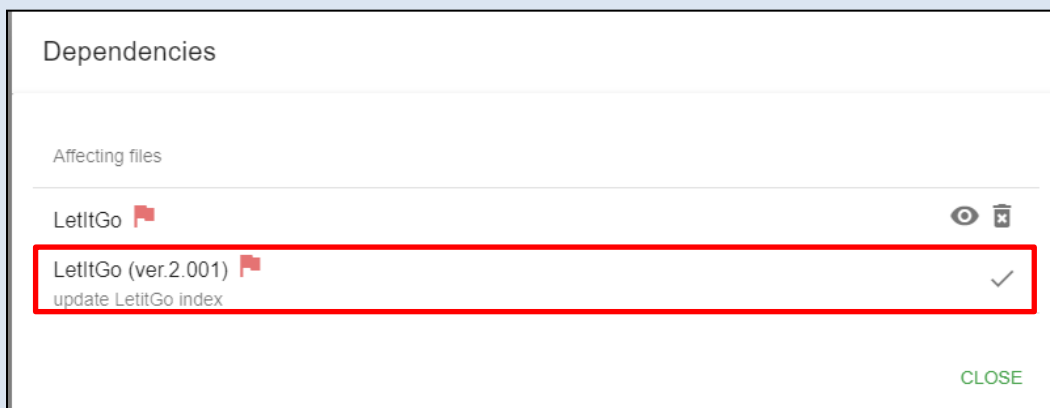 Dependencies
Affecting files
LetItGo
LetItGo (ver.2.001)
update LetitGo index
CLOSE